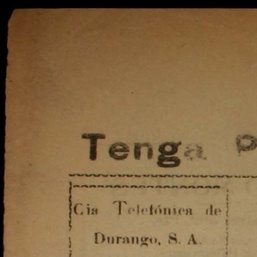 Tenga P
Cia Telefónica de
Durango, S. A.